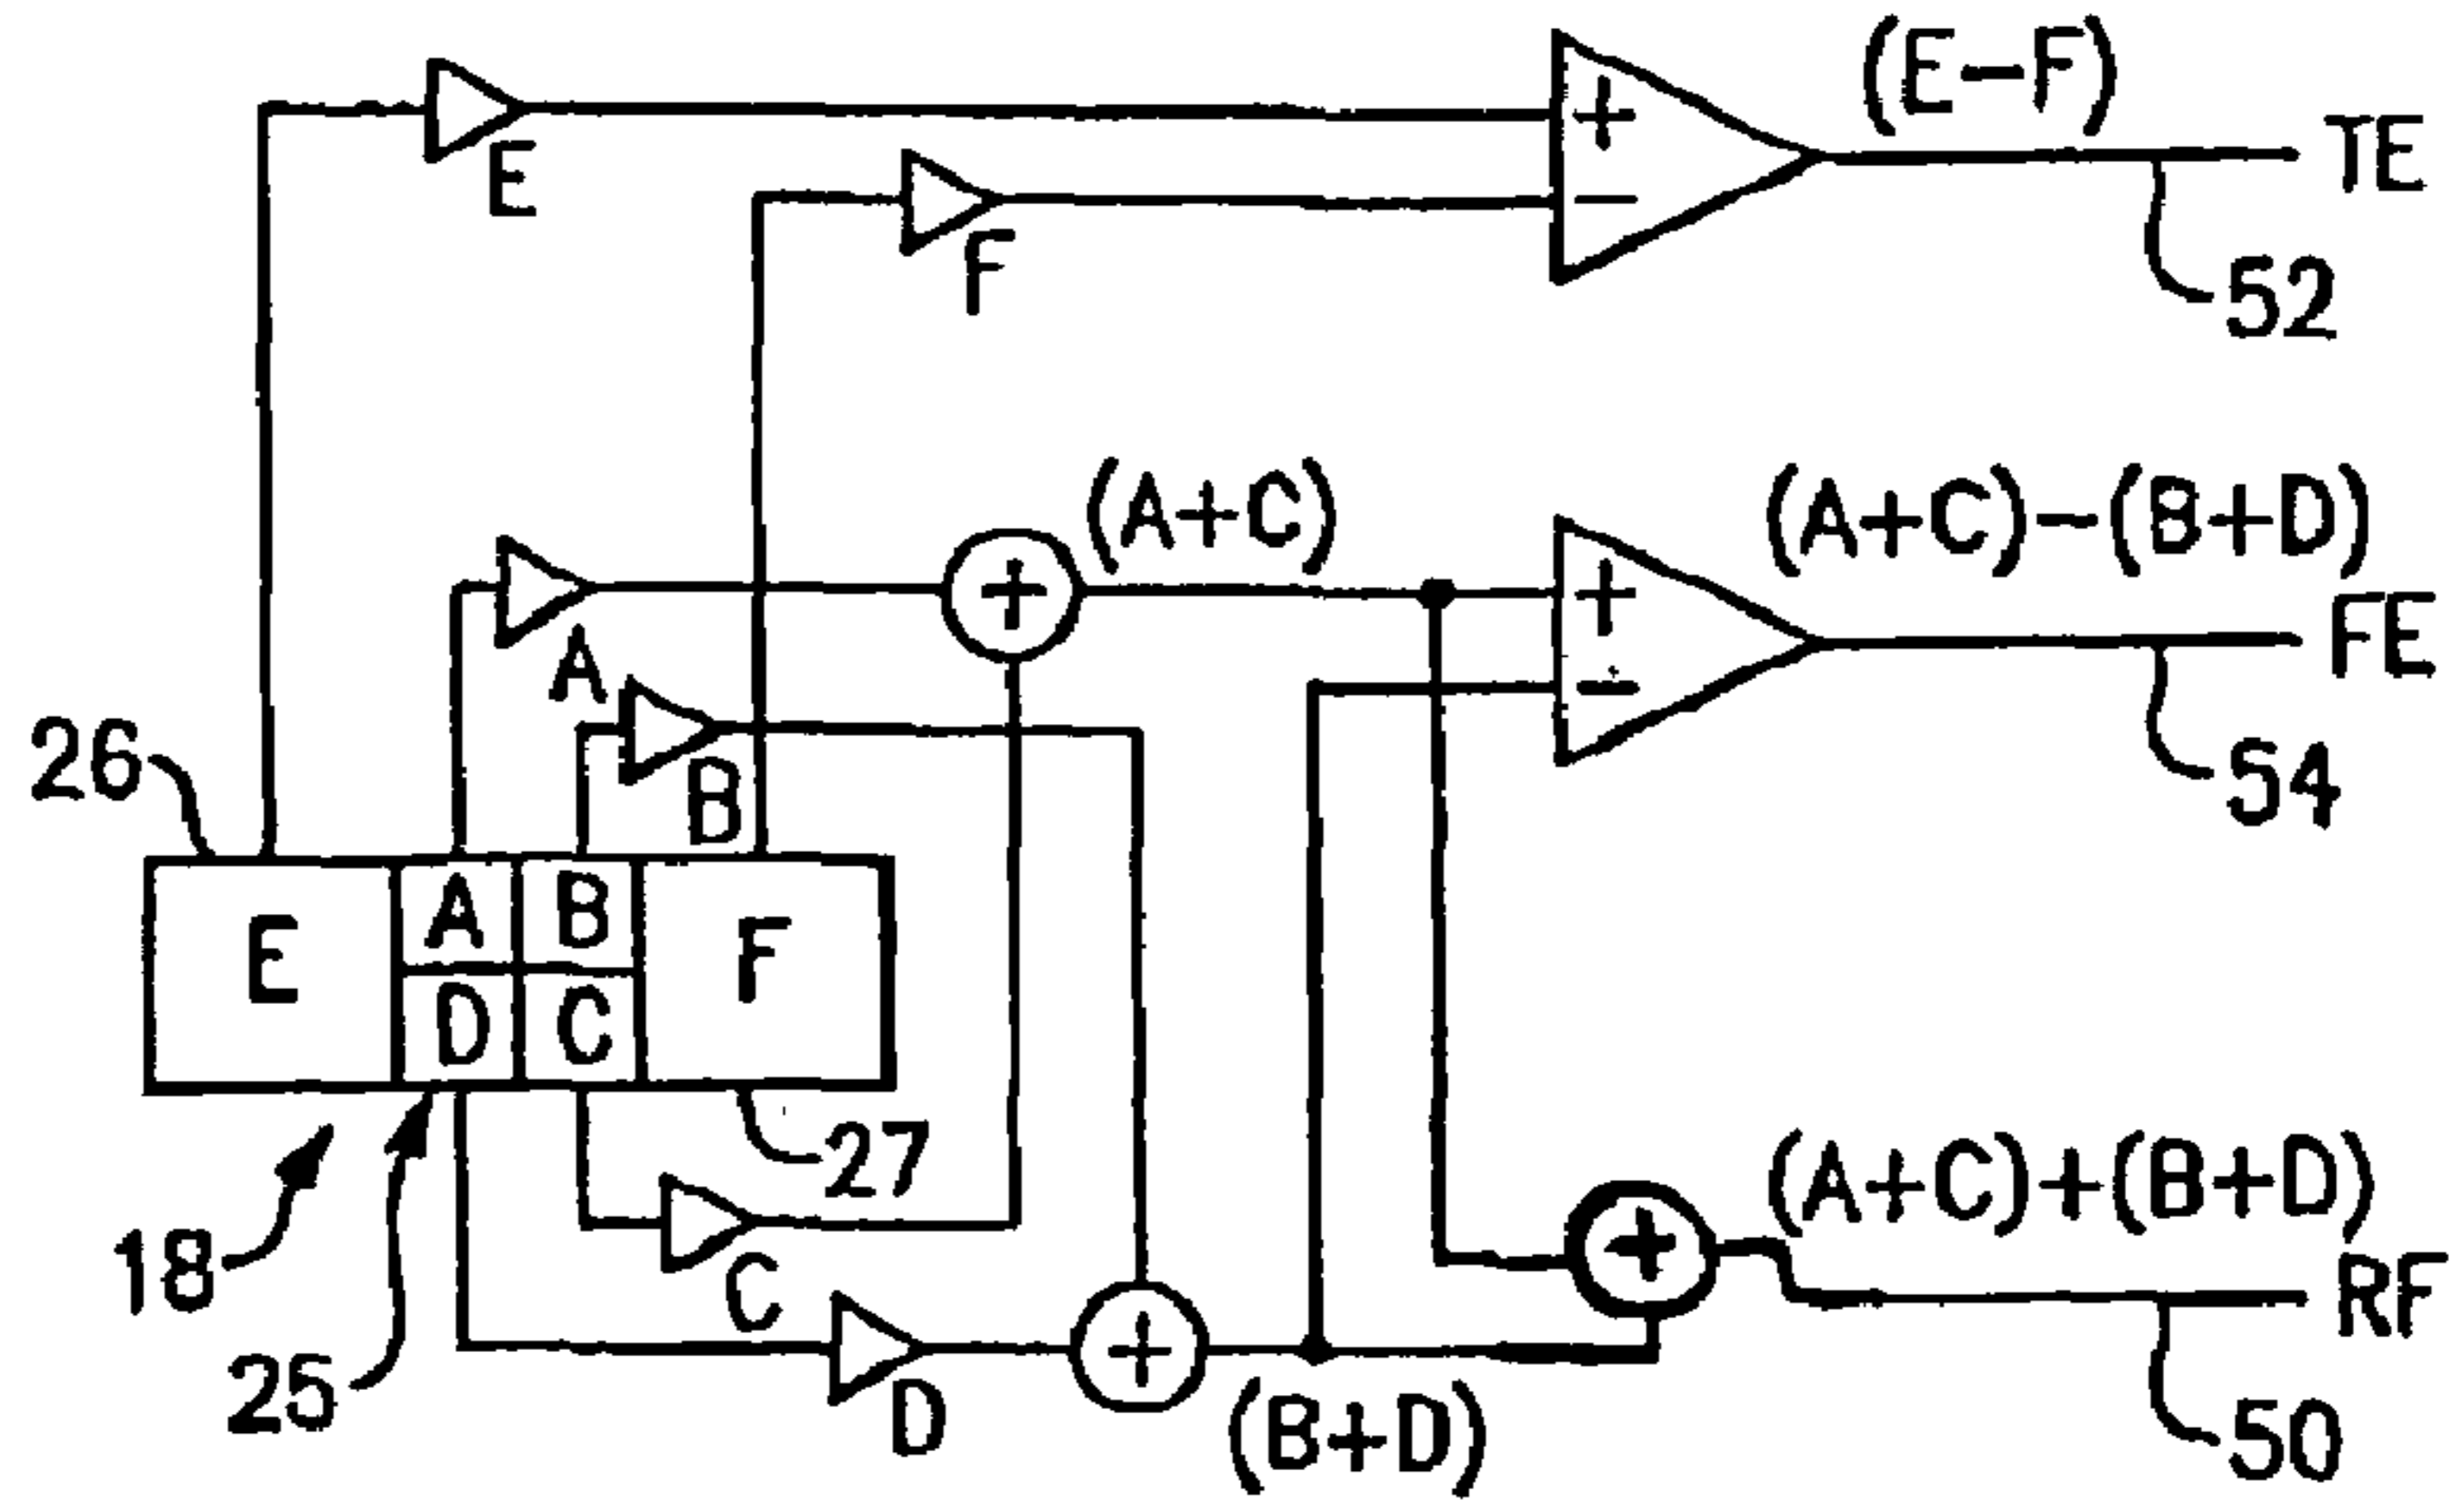 (E-F)
TE
E
F
+
-
52
(A+C)
(A+C)-(B+D)
+
+
-
FE
A
B
54
26
E
A
B
F
D
C
27
18
25
C
D
+
(B+D)
+
(A+C)+(B+D)
RF
50